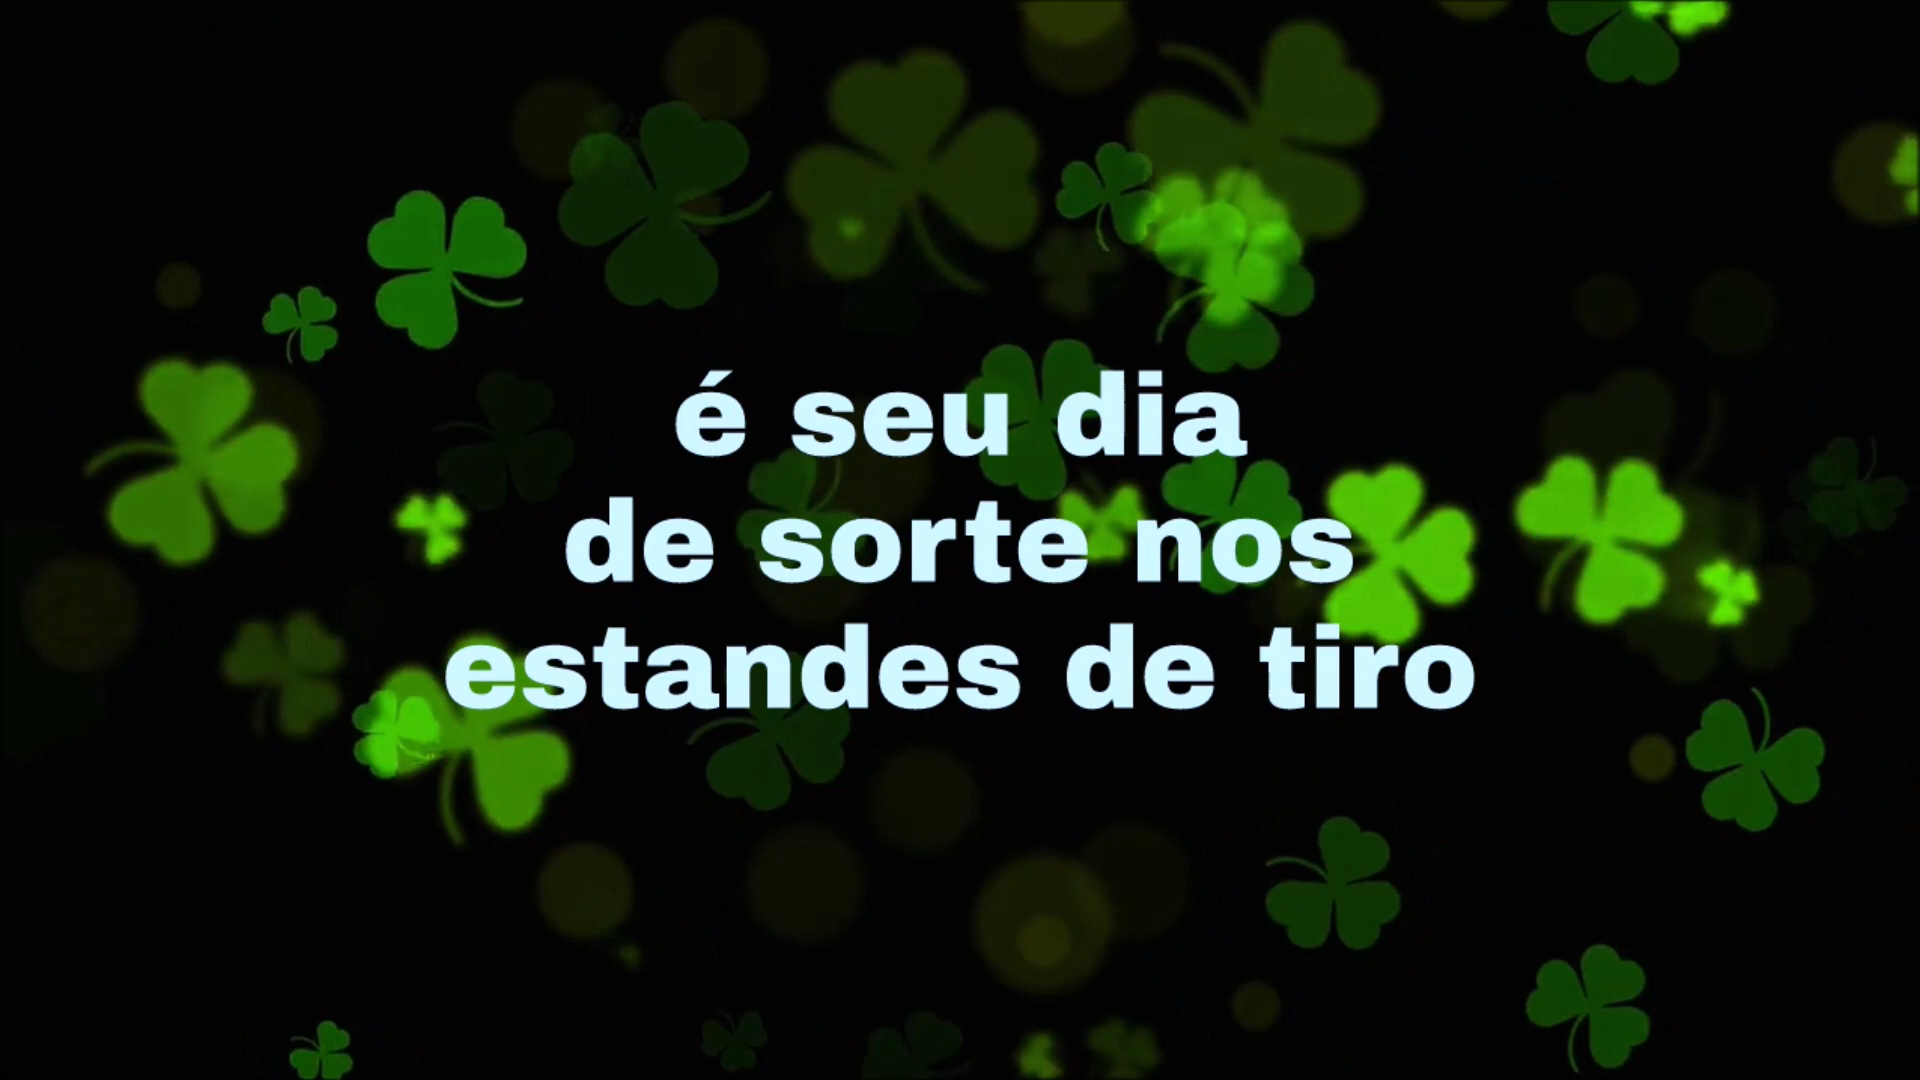 é seu dia
de sorte nos
estandes de tiro